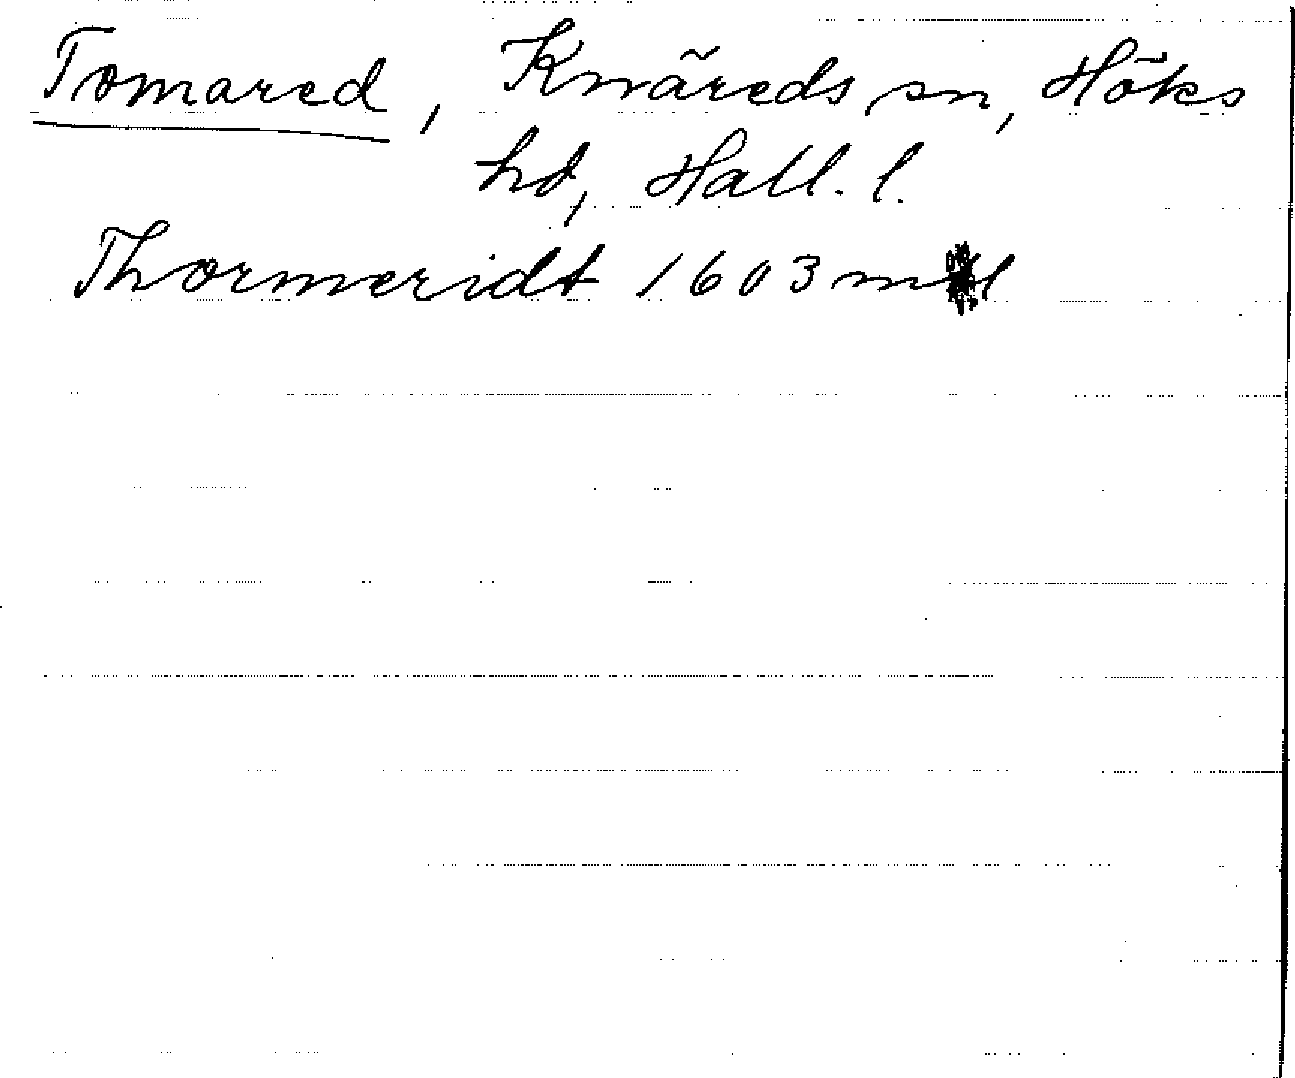 Tomared, Knäreds sn, Höks
hd, Hall. l.
Thormeridt 1603